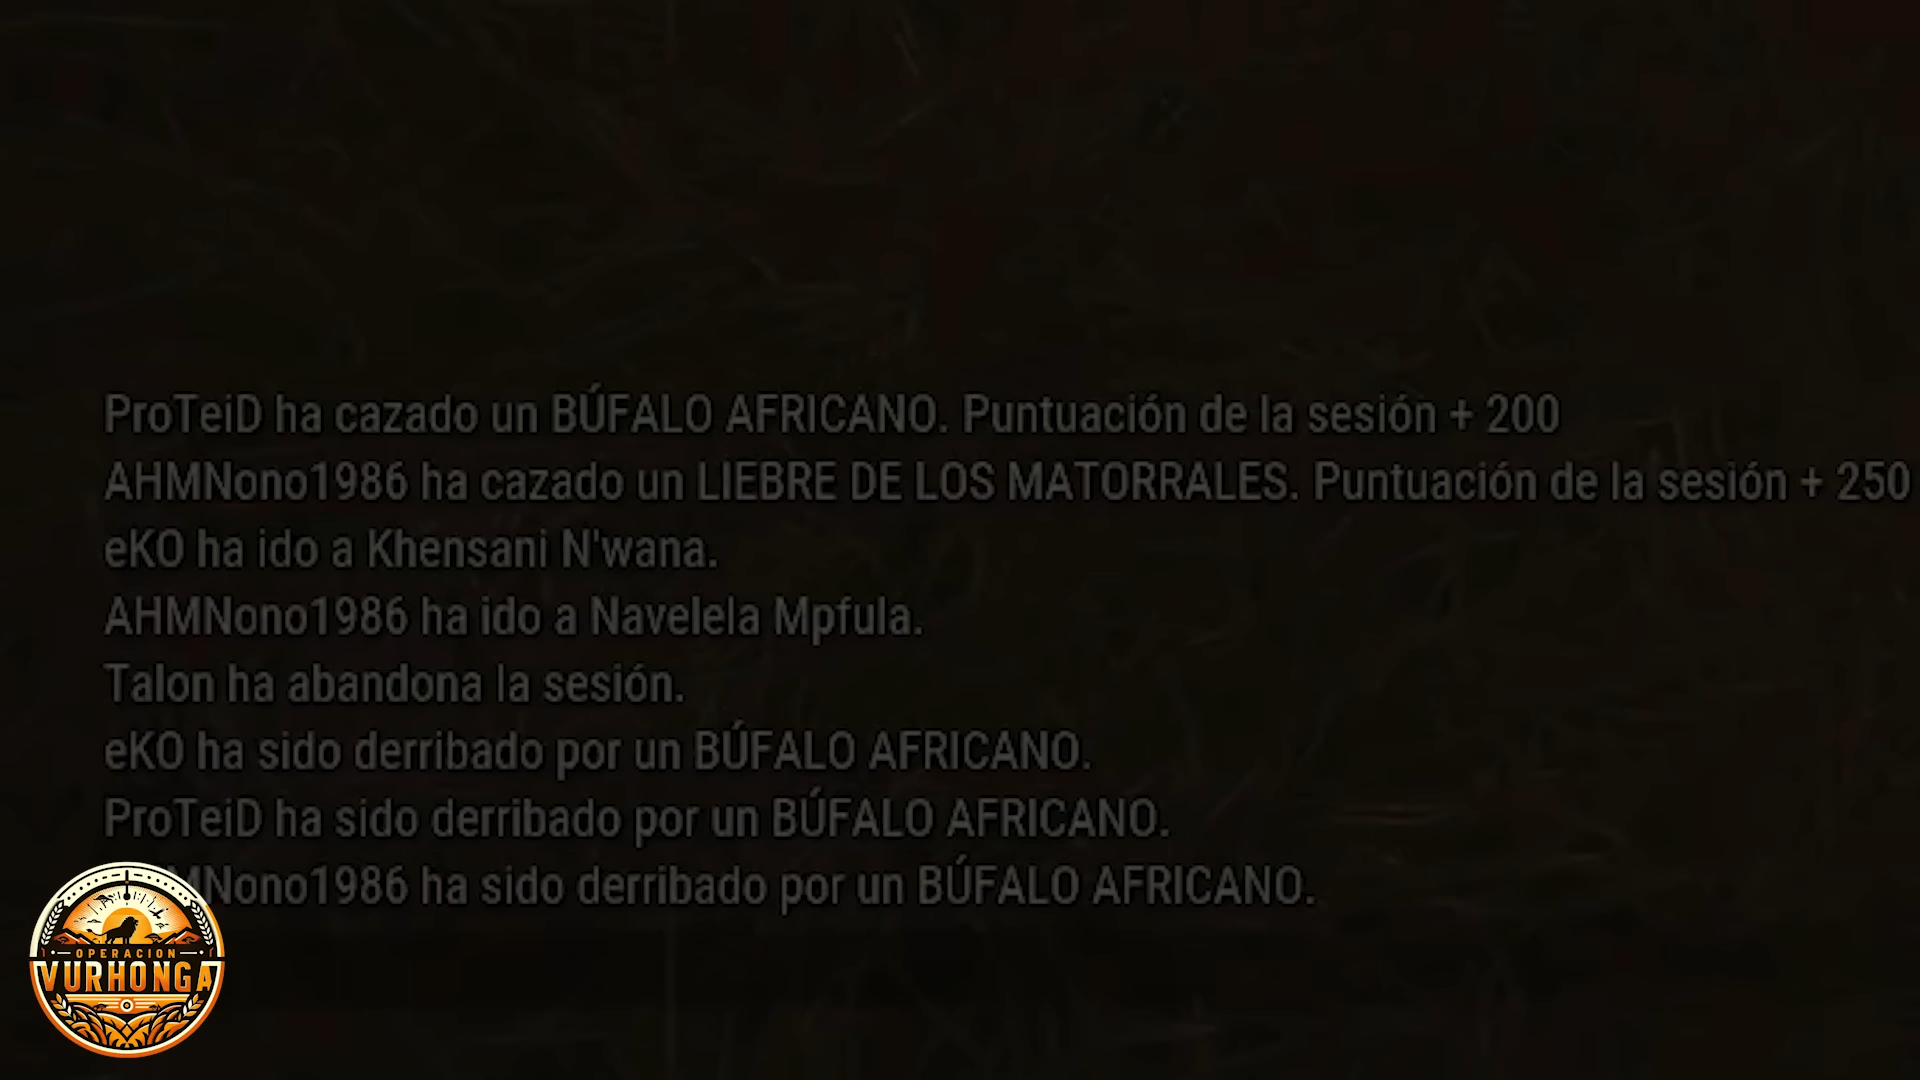 ProTeiD ha cazado un BÚFALO AFRICANO. Puntuación de la sesión + 200
AHMNono1986 ha cazado un LIEBRE DE LOS MATORRALES. Puntuación de la sesión + 250
eKO ha ido a Khensani N'wana.
AHMNono1986 ha ido a Navelela Mpfula.
Talon ha abandona la sesión.
eKO ha sido derribado por un BÚFALO AFRICANO.
ProTeiD ha sido derribado por un BÚFALO AFRICANO.
MNono1986 ha sido derribado por un BÚFALO AFRICANO.
OPERACION
VURHONGA